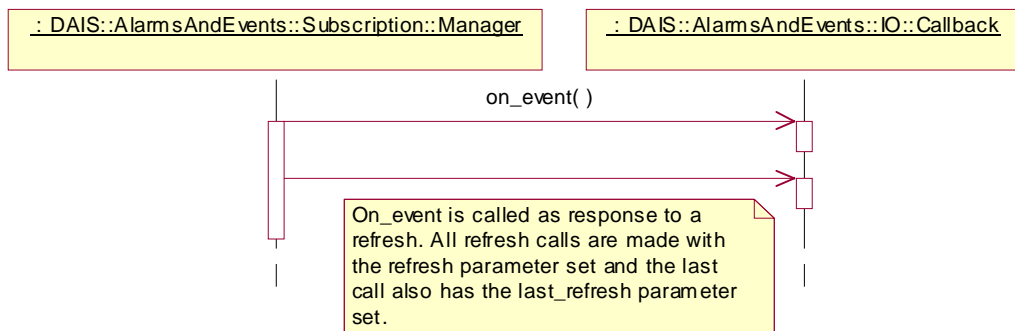 : DAIS::AlarmsAndEvents::Subscription::Manager
: DAIS::AlarmsAndEvents::IO::Callback
on_event( )
On_event is called as response to a
refresh. All refresh calls are made with
the refresh parameter set and the last
call also has the last_refresh parameter
set.